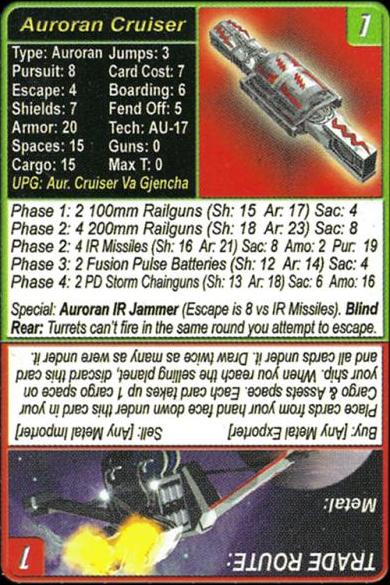 Auroran Cruiser
1
Type: Auroran Jumps: 3
Pursuit: 8 Card Cost: 7
Escape: 4 Boarding: 6
Shields: 7 Fend Off: 5
Armor: 20 Tech: AU-17
Spaces: 15 Guns: 0
Cargo: 15 Max T: 0
UPG: Aur. Cruiser Va Gjencha
Phase 1: 2 100mm Railguns (Sh: 15 Ar: 17) Sac: 4
Phase 2: 4 200mm Railguns (Sh: 18 Ar: 23) Sac: 8
Phase 2: 4 IR Missiles (Sh: 16 Ar: 21) Sac: 8 Amo: 2 Pur: 19
Phase 3: 2 Fusion Pulse Batteries (Sh: 12 Ar: 14) Sac: 4
Phase 4: 2 PD Storm Chainguns (Sh: 13 Ar: 18) Sac: 6 Amo: 16
Special: Auroran IR Jammer (Escape is 8 vs IR Missiles). Blind
Rear: Turrets can't fire in the same round you attempt to escape.
1
TRADE ROUTE:
Metal:
Buy: [Any Metal Exporter] Sell: [Any Metal Importer]
Place cards from your hand face down under this card in your
Cargo & Assets space. Each card takes up 1 cargo space on
your ship. When you reach the selling planet, discard this card
and all cards under it. Draw twice as many as were under it.